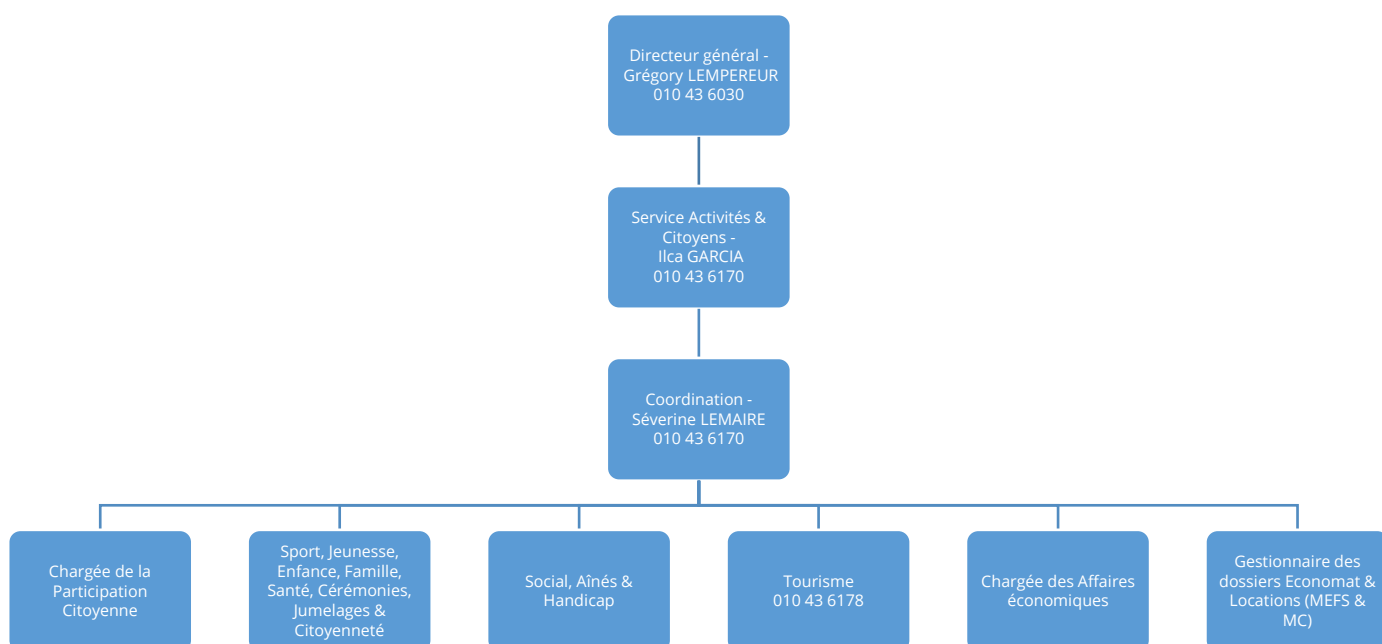 Directeur général -
Grégory LEMPEREUR
010 43 6030
Service Activités &
Citoyens -
Ilca GARCIA
010 43 6170
Coordination -
Séverine LEMAIRE
010 43 6170
Chargée de la
Participation
Citoyenne
Sport, Jeunesse,
Enfance, Famille,
Santé, Cérémonies,
Jumelages &
Citoyenneté
Social, Aînés &
Handicap
Tourisme
010 43 6178
Chargée des Affaires
économiques
Gestionnaire des
dossiers Economat &
Locations (MEFS &
MC)